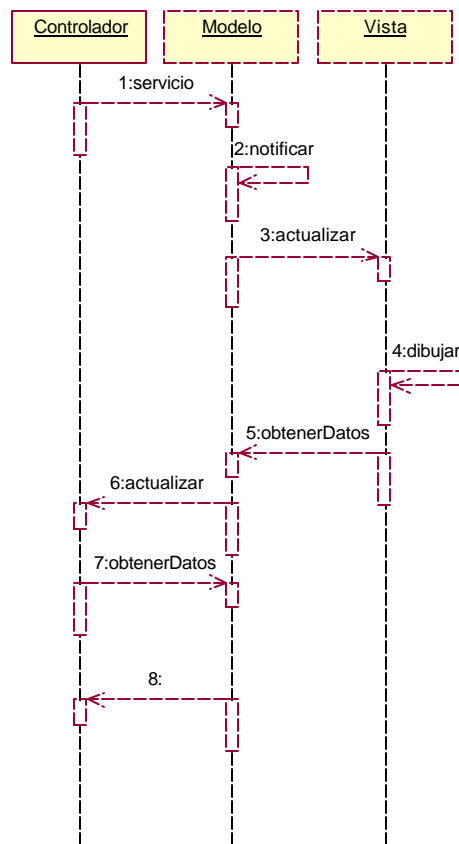 Controlador
Modelo
Vista
1:servicio
2:notificar
3:actualizar
4:dibujar
5:obtenerDatos
6:actualizar
7:obtenerDatos
8: